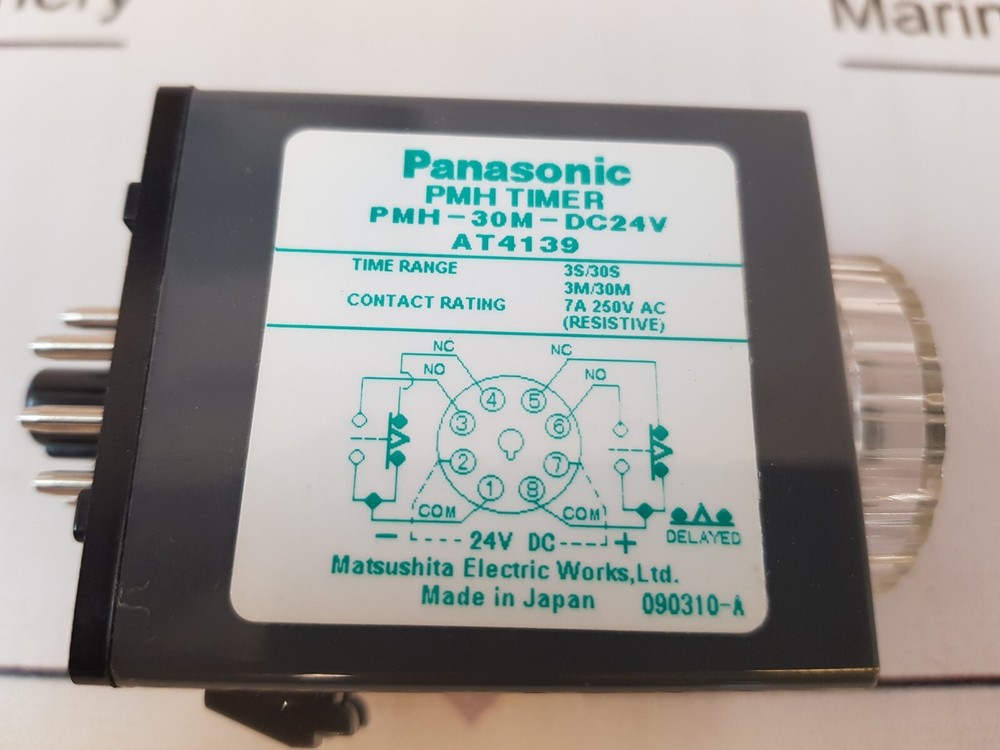 Marin
Panasonic
PMH TIMER
PMH-30M-DC24V
AT4139
TIME RANGE 3S/30S
3M/30M
CONTACT RATING 7A 250V AC
(RESISTIVE)
NC NC
NO NO
4 5
3 6
2 7
1 8
COM COM
- 24V DC +
DELAYED
Matsushita Electric Works,Ltd.
Made in Japan 090310-A